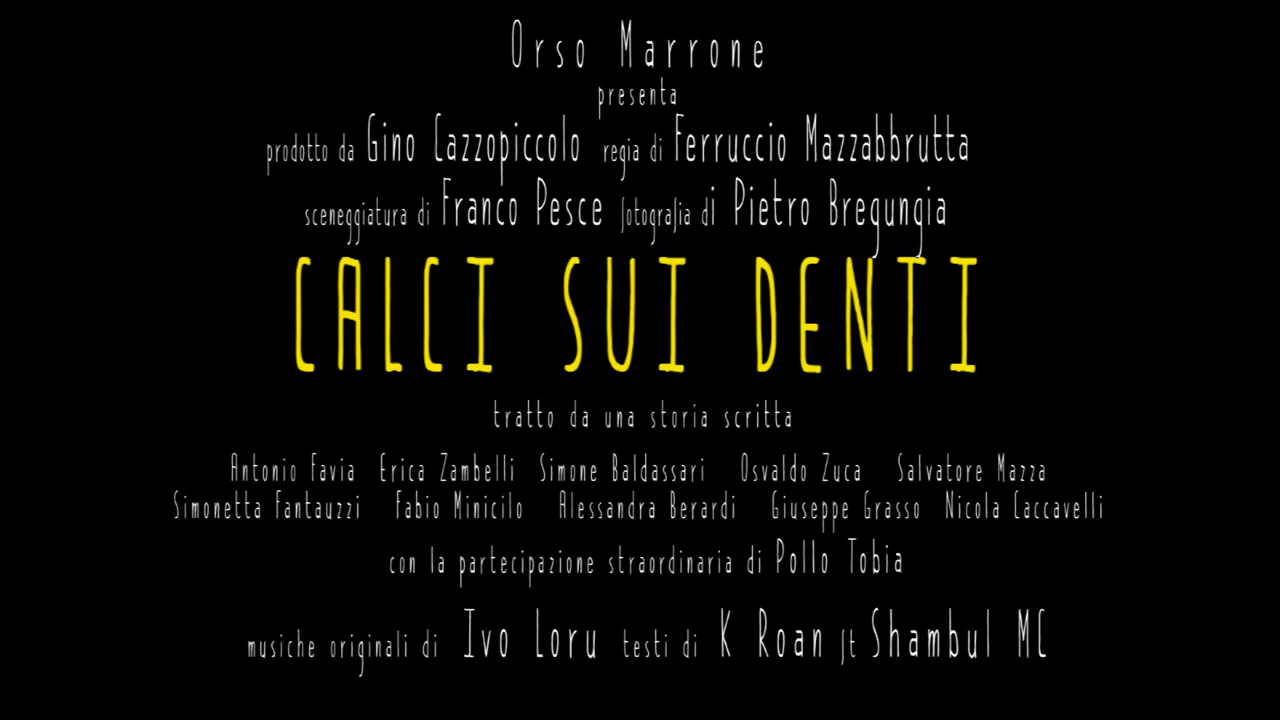 Orso Marrone
presenta
prodotto da Gino Cazzopiccolo regia di Ferruccio Mazzabbrutta
sceneggiatura di Franco Pesce fotografia di Pietro Bregungia
CALCI SUI DENTI
tratto da una storia scritta
Antonio Favia Erica Zambelli Simone Baldassari Osvaldo Zuca Salvatore Mazza
Simonetta Fantauzzi Fabio Minicilo Alessandra Berardi Giuseppe Grasso Nicola Caccavelli
con la partecipazione straordinaria di Pollo Tobia
musiche originali di Ivo Loru testi di K Roan ft Shambul MC